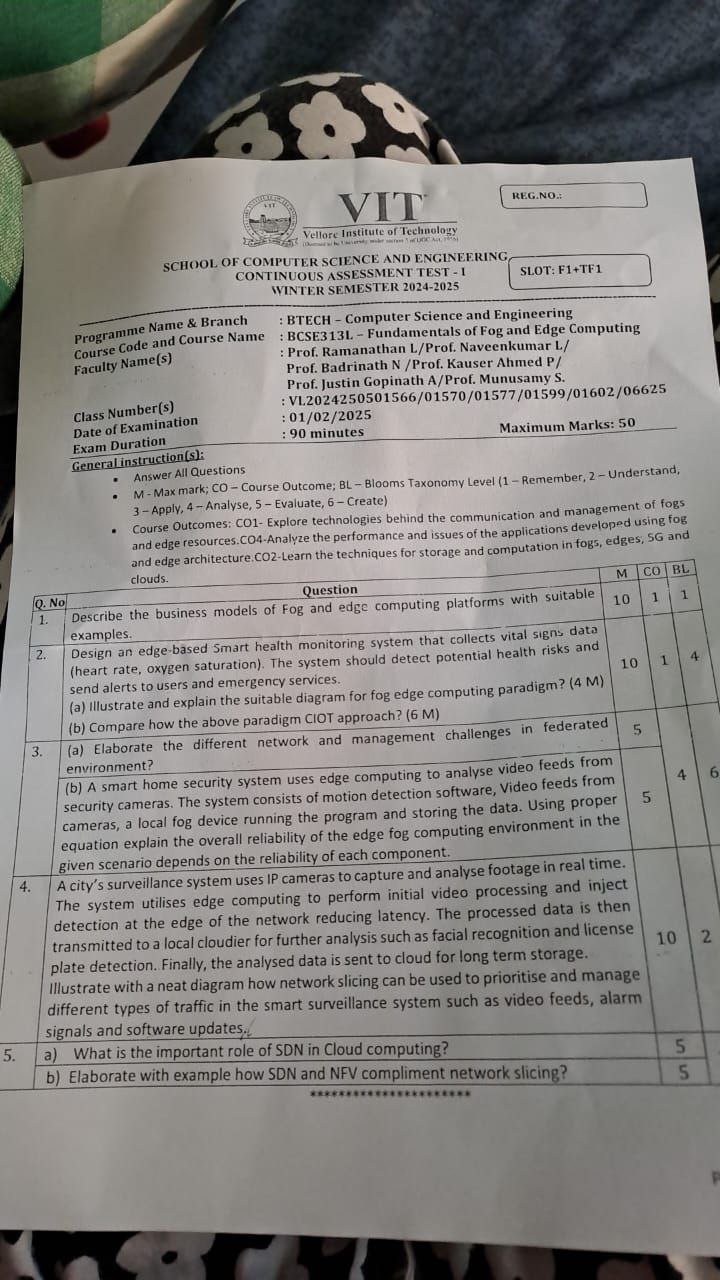 VIT
REG.NO.:
Vellore Institute of Technology
(Deemed to be University under section 3 of UGC Act, 1956)
SCHOOL OF COMPUTER SCIENCE AND ENGINEERING
CONTINUOUS ASSESSMENT TEST - I
WINTER SEMESTER 2024-2025
SLOT: F1+TF1
Programme Name & Branch : BTECH – Computer Science and Engineering
Course Code and Course Name : BCSE313L – Fundamentals of Fog and Edge Computing
Faculty Name(s) : Prof. Ramanathan L/Prof. Naveenkumar L/
Prof. Badrinath N /Prof. Kauser Ahmed P/
Prof. Justin Gopinath A/Prof. Munusamy S.
Class Number(s) : VL2024250501566/01570/01577/01599/01602/06625
Date of Examination : 01/02/2025
Exam Duration : 90 minutes Maximum Marks: 50
General instruction(s):
• Answer All Questions
• M - Max mark; CO – Course Outcome; BL – Blooms Taxonomy Level (1 – Remember, 2 – Understand,
3 – Apply, 4 – Analyse, 5 – Evaluate, 6 – Create)
• Course Outcomes: CO1- Explore technologies behind the communication and management of fogs
and edge resources.CO4-Analyze the performance and issues of the applications developed using fog
and edge architecture.CO2-Learn the techniques for storage and computation in fogs, edges, 5G and
clouds.
Q. No Question M CO BL
1. Describe the business models of Fog and edge computing platforms with suitable 10 1 1
examples.
2. Design an edge-based Smart health monitoring system that collects vital signs data
(heart rate, oxygen saturation). The system should detect potential health risks and
send alerts to users and emergency services. 10 1 4
(a) Illustrate and explain the suitable diagram for fog edge computing paradigm? (4 M)
(b) Compare how the above paradigm CIOT approach? (6 M)
3. (a) Elaborate the different network and management challenges in federated 5
environment?
(b) A smart home security system uses edge computing to analyse video feeds from 4 6
security cameras. The system consists of motion detection software, Video feeds from
cameras, a local fog device running the program and storing the data. Using proper 5
equation explain the overall reliability of the edge fog computing environment in the
given scenario depends on the reliability of each component.
4. A city's surveillance system uses IP cameras to capture and analyse footage in real time.
The system utilises edge computing to perform initial video processing and inject
detection at the edge of the network reducing latency. The processed data is then
transmitted to a local cloudier for further analysis such as facial recognition and license 10 2
plate detection. Finally, the analysed data is sent to cloud for long term storage.
Illustrate with a neat diagram how network slicing can be used to prioritise and manage
different types of traffic in the smart surveillance system such as video feeds, alarm
signals and software updates.
5. a) What is the important role of SDN in Cloud computing? 5
b) Elaborate with example how SDN and NFV compliment network slicing? 5
**********************